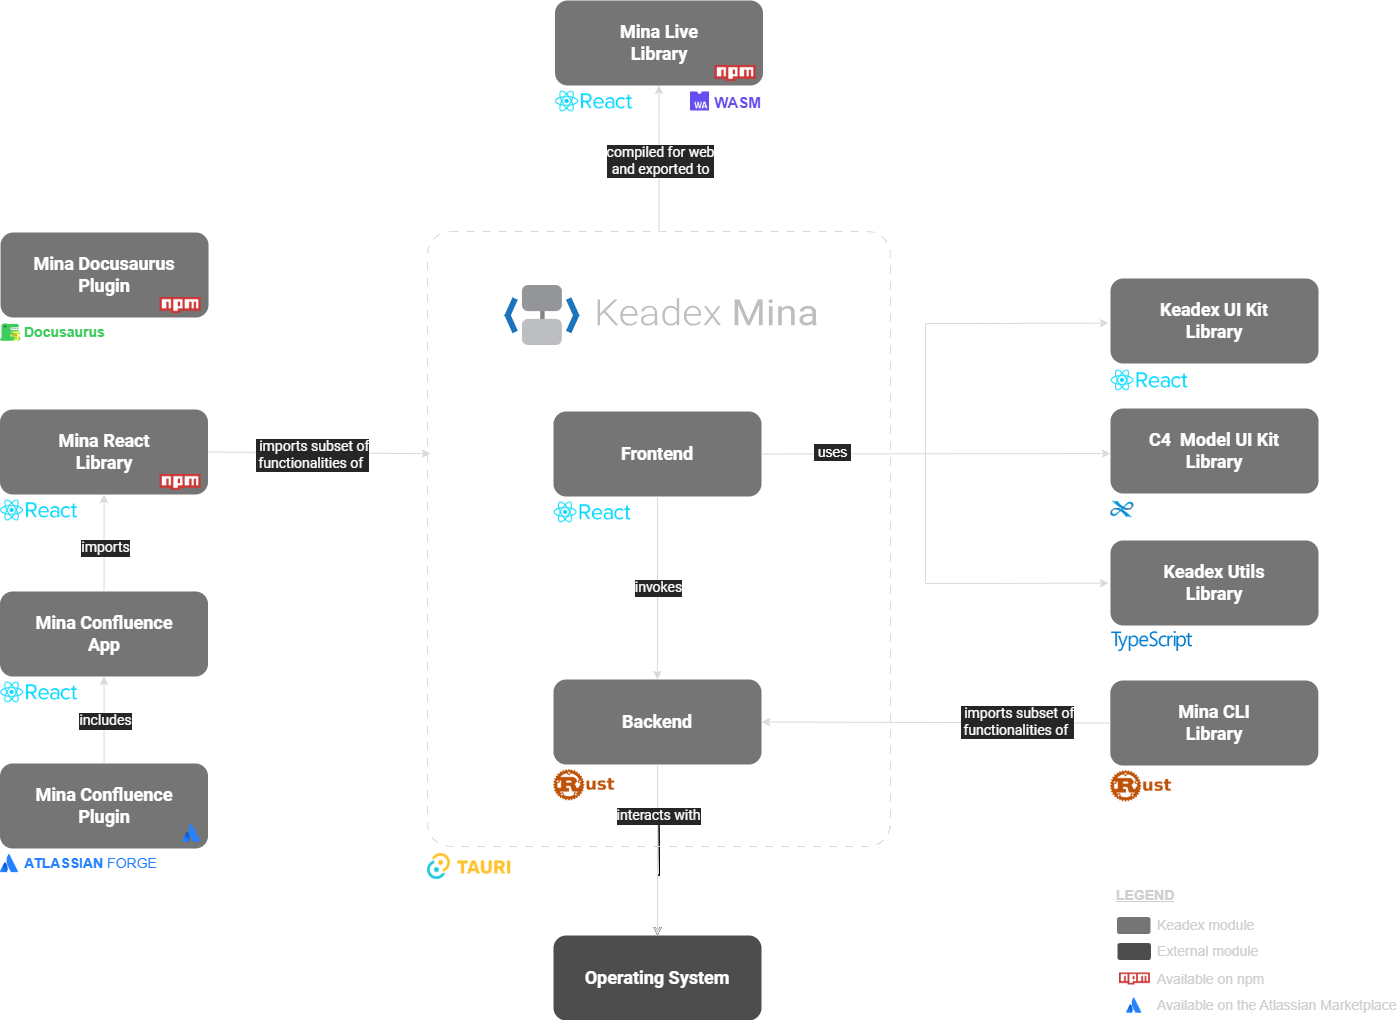 Mina Live
Library
npm
React
WA
WASM
compiled for web
and exported to
Mina Docusaurus
Plugin
npm
Docusaurus
Keadex Mina
Keadex UI Kit
Library
React
Mina React
Library
npm
React
imports subset of
functionalities of
Frontend
React
uses
C4  Model UI Kit
Library
imports
invokes
Keadex Utils
Library
TypeScript
Mina Confluence
App
React
includes
Backend
Rust
imports subset of
functionalities of
Mina CLI
Library
Rust
Mina Confluence
Plugin
ATLASSIAN FORGE
interacts with
TAURI
Operating System
LEGEND
Keadex module
External module
npm
Available on npm
Available on the Atlassian Marketplace